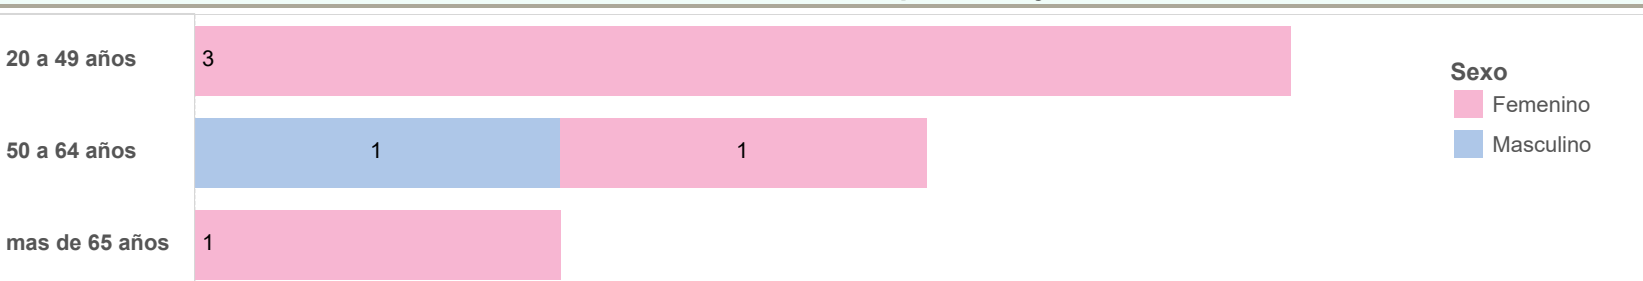 20 a 49 años
3
50 a 64 años
1
1
mas de 65 años
1
Sexo
Femenino
Masculino